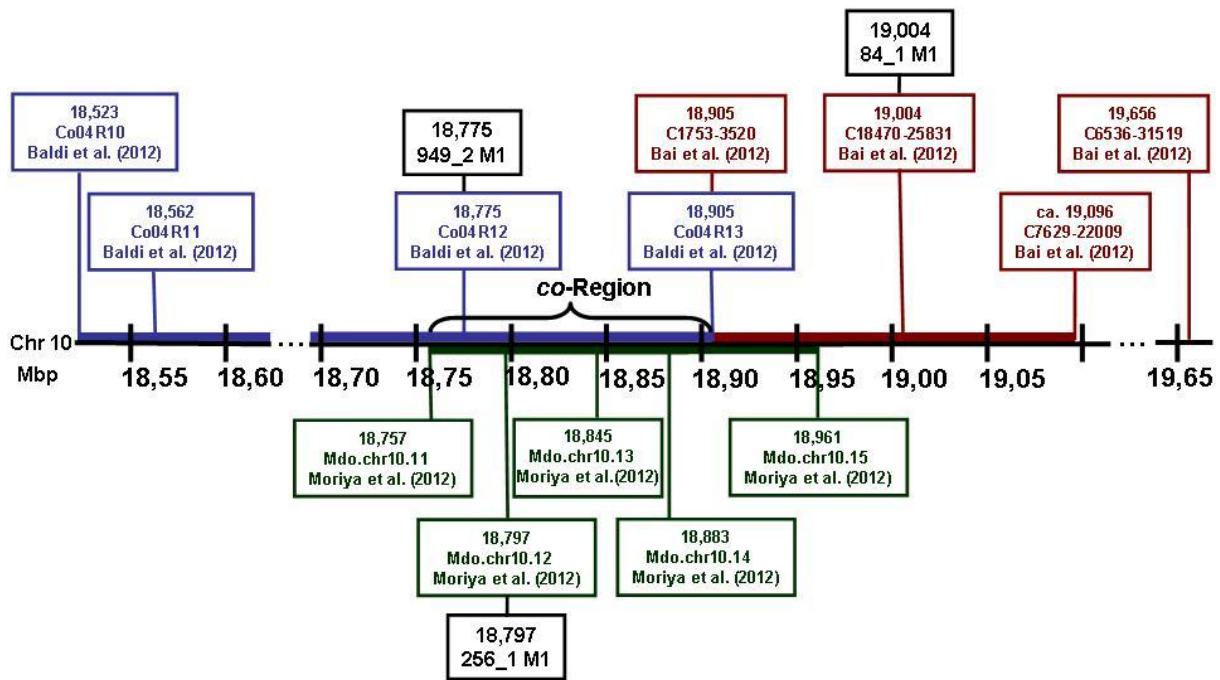 19,004
84_1 M1
18,523
Co04R10
Baldi et al. (2012)
18,775
949_2 M1
18,905
C1753-3520
Bai et al. (2012)
19,004
C18470-25831
Bai et al. (2012)
19,656
C6536-31519
Bai et al. (2012)
18,562
Co04R11
Baldi et al. (2012)
18,775
Co04R12
Baldi et al. (2012)
18,905
Co04R13
Baldi et al. (2012)
ca. 19,096
C7629-22009
Bai et al. (2012)
co-Region
Chr 10
... ...
Mbp
18,55 18,60 18,70 18,75 18,80 18,85 18,90 18,95 19,00 19,05 19,65
18,757
Mdo.chr10.11
Moriya et al. (2012)
18,845
Mdo.chr10.13
Moriya et al.(2012)
18,961
Mdo.chr10.15
Moriya et al. (2012)
18,797
Mdo.chr10.12
Moriya et al. (2012)
18,883
Mdo.chr10.14
Moriya et al. (2012)
18,797
256_1 M1